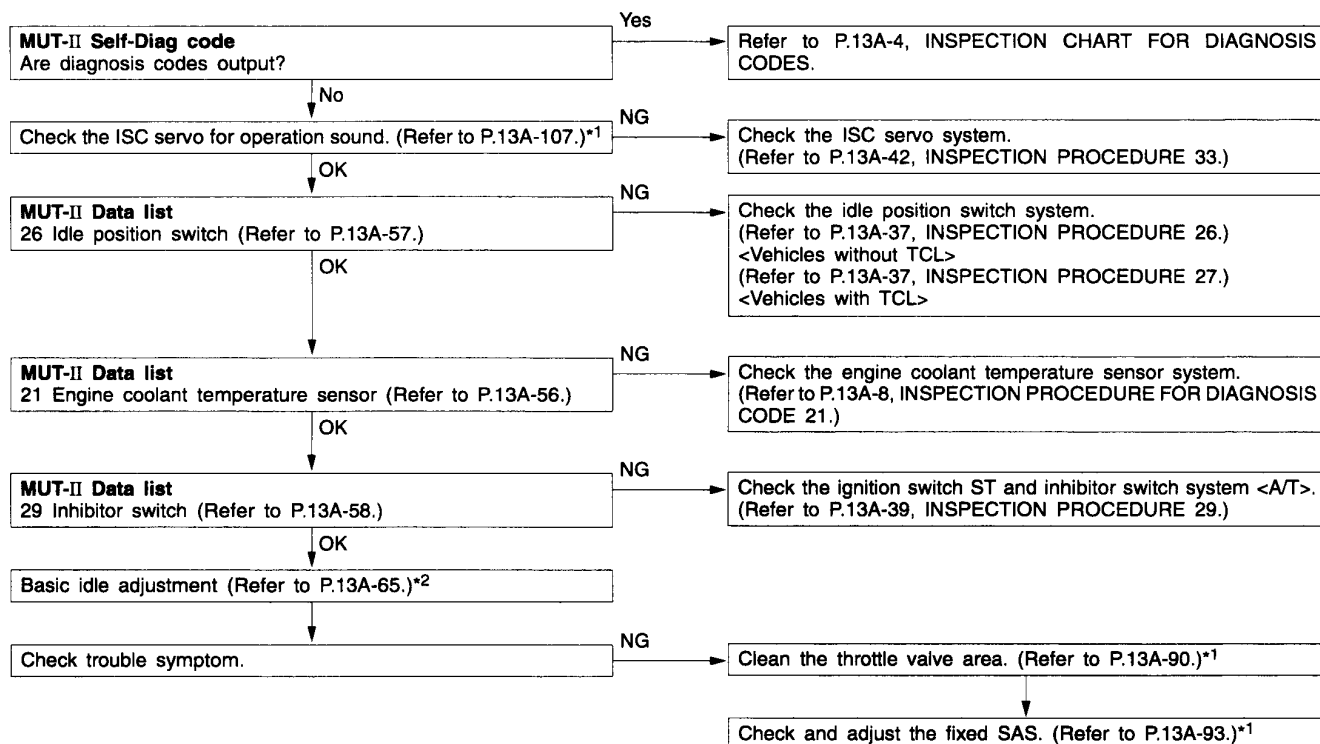 MUT-II Self-Diag code
Are diagnosis codes output?
Yes
Refer to P.13A-4, INSPECTION CHART FOR DIAGNOSIS
CODES.
No
Check the ISC servo for operation sound. (Refer to P.13A-107.)*1
NG
Check the ISC servo system.
(Refer to P.13A-42, INSPECTION PROCEDURE 33.)
OK
MUT-II Data list
26 Idle position switch (Refer to P.13A-57.)
NG
Check the idle position switch system.
(Refer to P.13A-37, INSPECTION PROCEDURE 26.)
<Vehicles without TCL>
(Refer to P.13A-37, INSPECTION PROCEDURE 27.)
<Vehicles with TCL>
OK
MUT-II Data list
21 Engine coolant temperature sensor (Refer to P.13A-56.)
NG
Check the engine coolant temperature sensor system.
(Refer to P.13A-8, INSPECTION PROCEDURE FOR DIAGNOSIS
CODE 21.)
OK
MUT-II Data list
29 Inhibitor switch (Refer to P.13A-58.)
NG
Check the ignition switch ST and inhibitor switch system <A/T>.
(Refer to P.13A-39, INSPECTION PROCEDURE 29.)
OK
Basic idle adjustment (Refer to P.13A-65.)*2
Check trouble symptom.
NG
Clean the throttle valve area. (Refer to P.13A-90.)*1
Check and adjust the fixed SAS. (Refer to P.13A-93.)*1